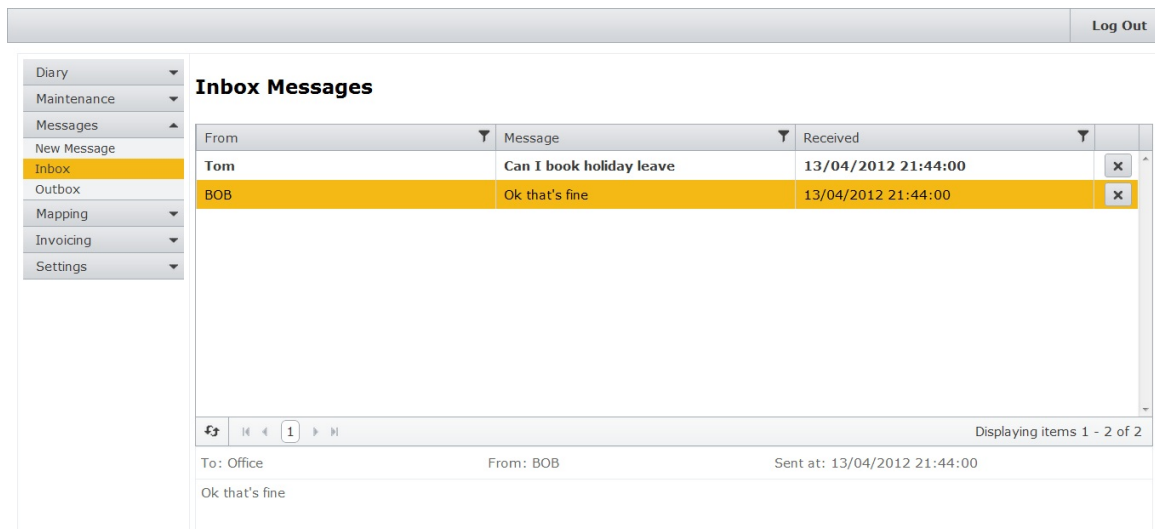 Log Out
Diary
Maintenance
Messages
New Message
Inbox
Outbox
Mapping
Invoicing
Settings
Inbox Messages
From Message Received
Tom Can I book holiday leave 13/04/2012 21:44:00
BOB Ok that's fine 13/04/2012 21:44:00
1 Displaying items 1 - 2 of 2
To: Office From: BOB Sent at: 13/04/2012 21:44:00
Ok that's fine